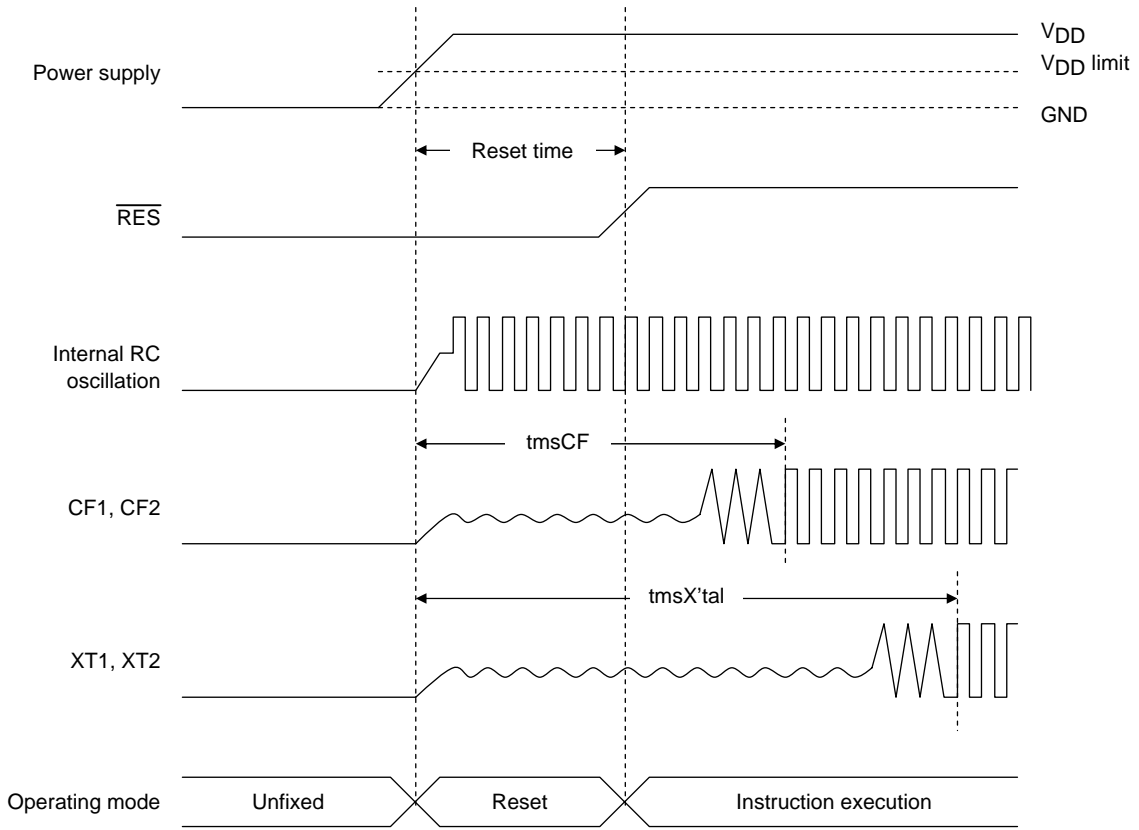 Power supply
VDD
VDD limit
GND
Reset time
RES
Internal RC
oscillation
tmsCF
CF1, CF2
tmsX'tal
XT1, XT2
Operating mode
Unfixed
Reset
Instruction execution